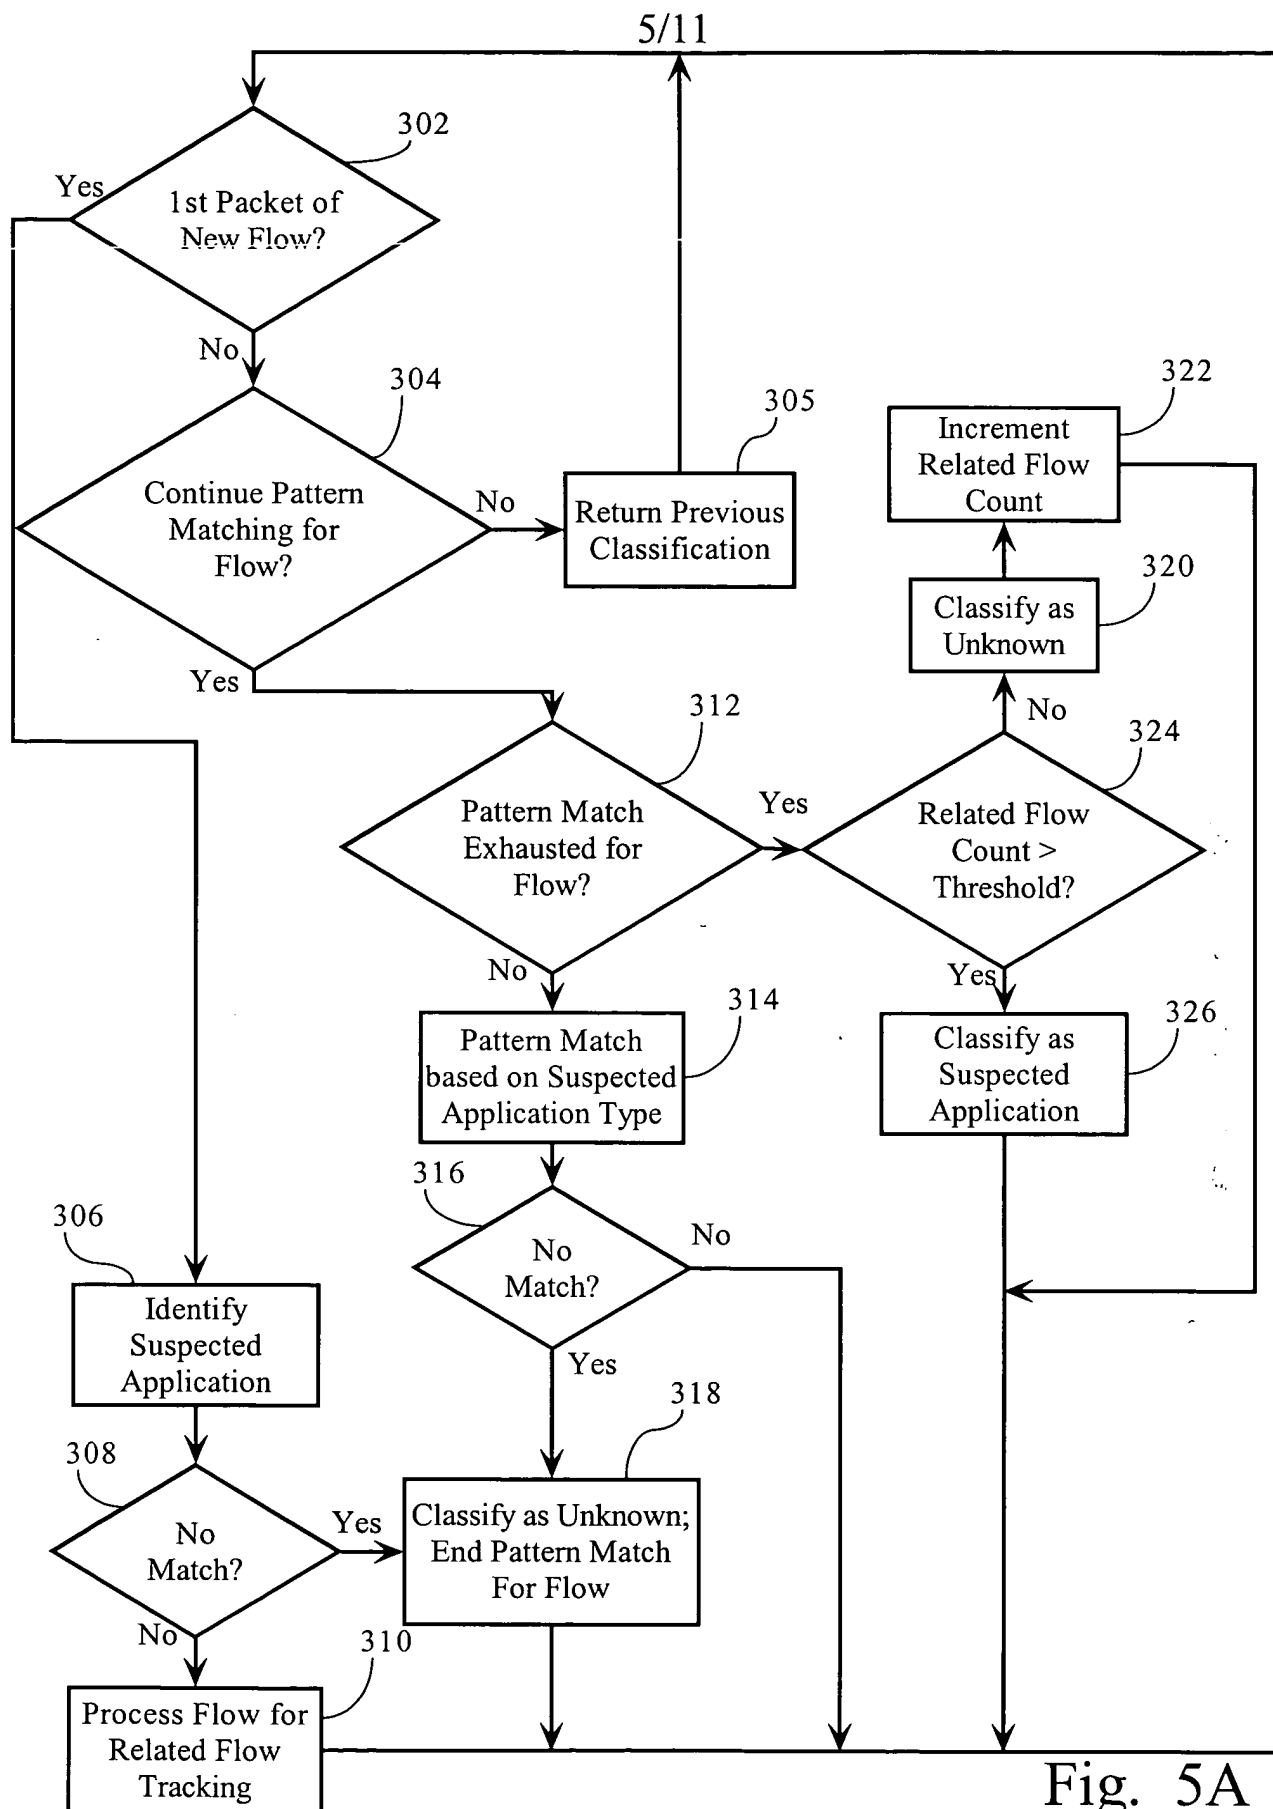 5/11
302
Yes
1st Packet of
New Flow?
No
304
Continue Pattern
Matching for
Flow?
No
305
Return Previous
Classification
322
Increment
Related Flow
Count
320
Classify as
Unknown
Yes
No
312
324
Pattern Match
Exhausted for
Flow?
Yes
Related Flow
Count >
Threshold?
No
Yes
314
Pattern Match
based on Suspected
Application Type
326
Classify as
Suspected
Application
316
No
Match?
No
Yes
306
Identify
Suspected
Application
318
Classify as Unknown;
End Pattern Match
For Flow
308
No
Match?
Yes
No
310
Process Flow for
Related Flow
Tracking
Fig. 5A